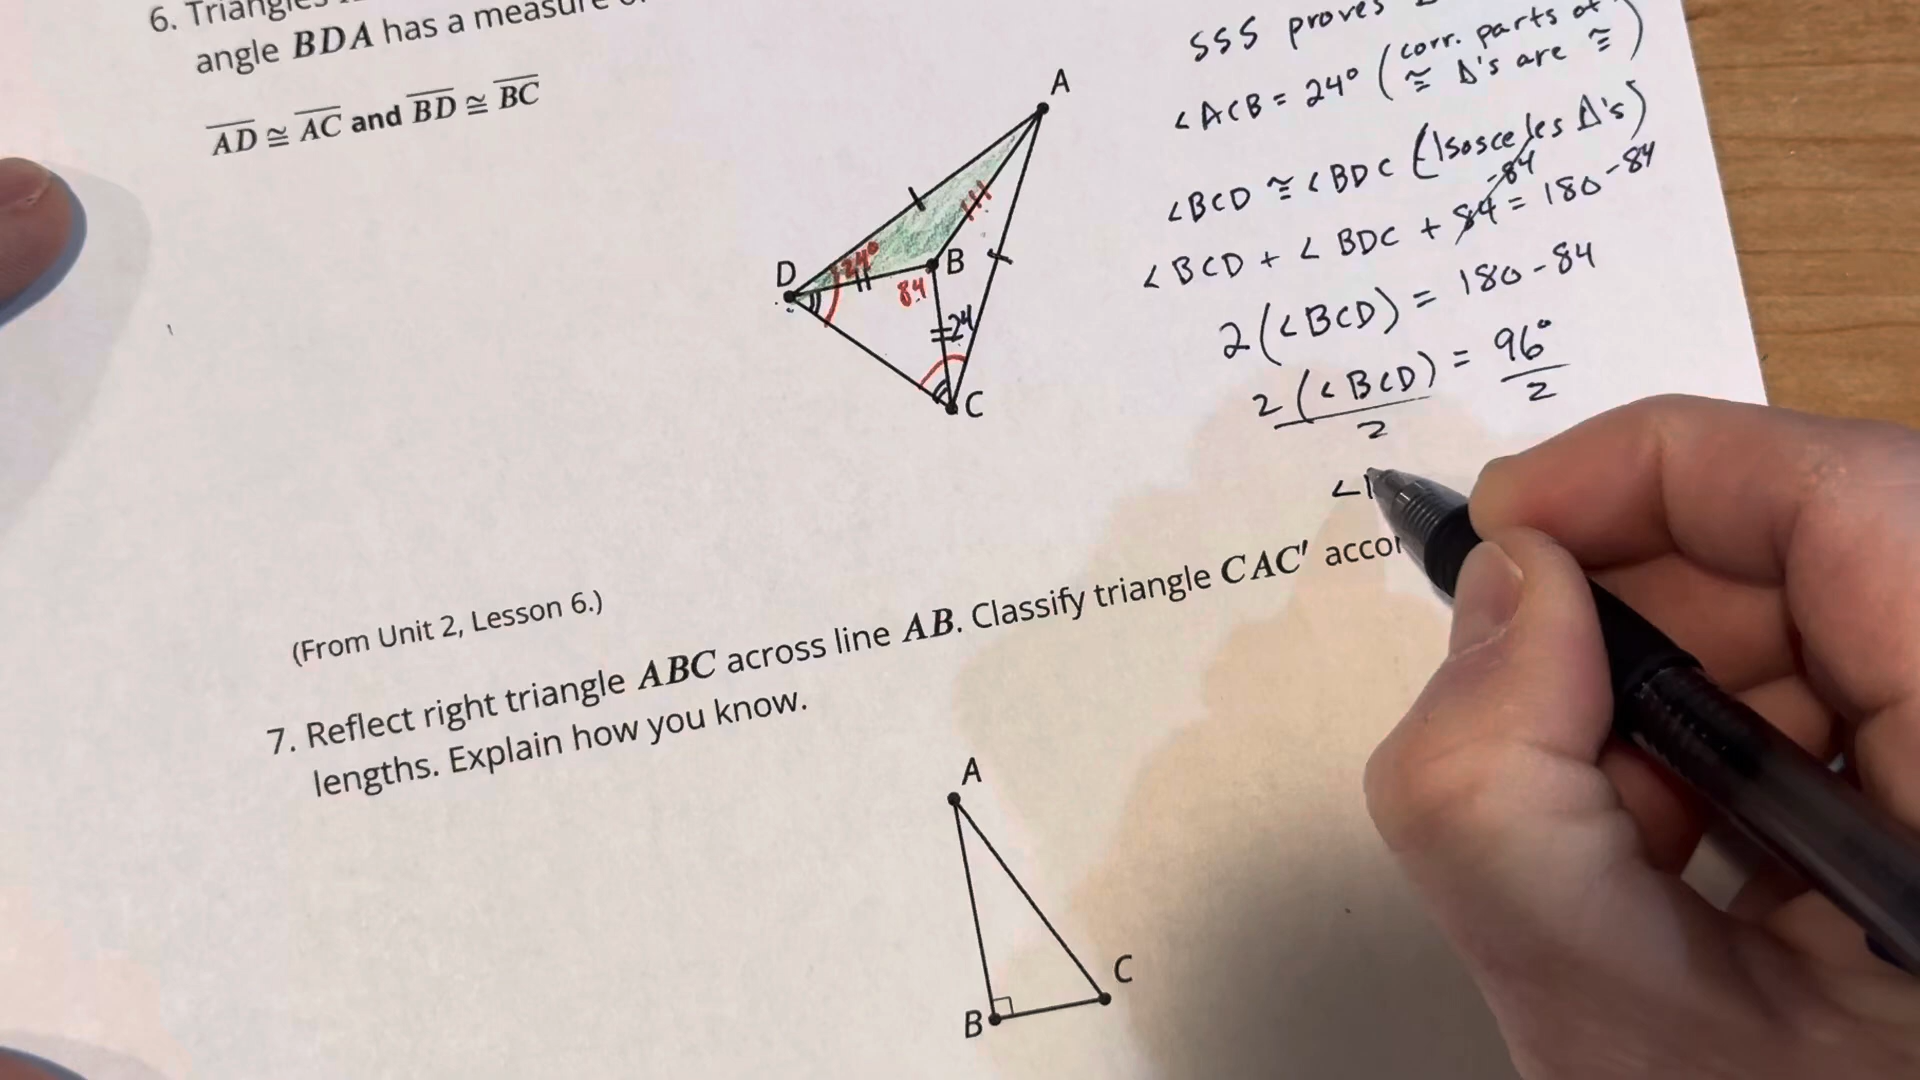 6. Triangles
angle BDA has a measure
AD ≅ AC and BD ≅ BC
A
D
24°
B
84
24
C
SSS proves
∠ACB = 24° (corr. parts of
≅ Δ's are ≅)
∠BCD ≅ ∠BDC (Isosceles Δ's)
-84
∠BCD + ∠BDC + 84 = 180 - 84
2(∠BCD) = 180 - 84
2(∠BCD) = 96°
2 2
∠
(From Unit 2, Lesson 6.)
7. Reflect right triangle ABC across line AB. Classify triangle CAC′
lengths. Explain how you know.
A
C
B